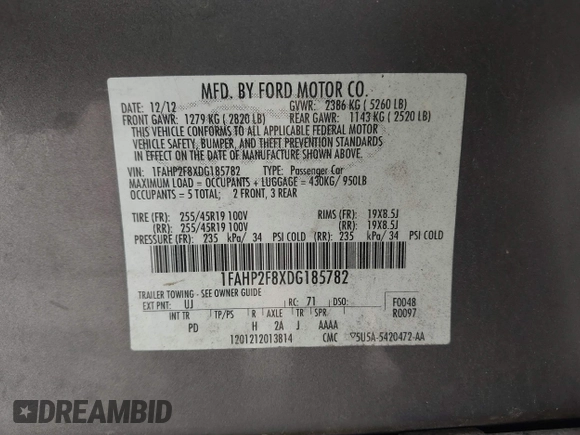 MFD. BY FORD MOTOR CO.
DATE: 12/12 GVWR: 2386 KG ( 5260 LB)
FRONT GAWR: 1279 KG ( 2820 LB) REAR GAWR: 1143 KG ( 2520 LB)
THIS VEHICLE CONFORMS TO ALL APPLICABLE FEDERAL MOTOR
VEHICLE SAFETY, BUMPER, AND THEFT PREVENTION STANDARDS
IN EFFECT ON THE DATE OF MANUFACTURE SHOWN ABOVE.
VIN: 1FAHP2F8XDG185782 TYPE: Passenger Car
MAXIMUM LOAD = OCCUPANTS + LUGGAGE = 430KG/ 950LB
OCCUPANTS = 5 TOTAL; 2 FRONT, 3 REAR
TIRE (FR): 255/45R19 100V RIMS (FR): 19X8.5J
(RR): 255/45R19 100V (RR): 19X8.5J
PRESSURE (FR): 235 kPa/ 34 PSI COLD (RR): 235 kPa/ 34 PSI COLD
1FAHP2F8XDG185782
TRAILER TOWING - SEE OWNER GUIDE
EXT PNT: UJ RC: 71 DSO: F0048
R0097
INT TR TP/PS R AXLE TR SPR
PD H 2A J AAAA
1201212013814 CMC ♡5U5A-5420472-AA
DREAMBID